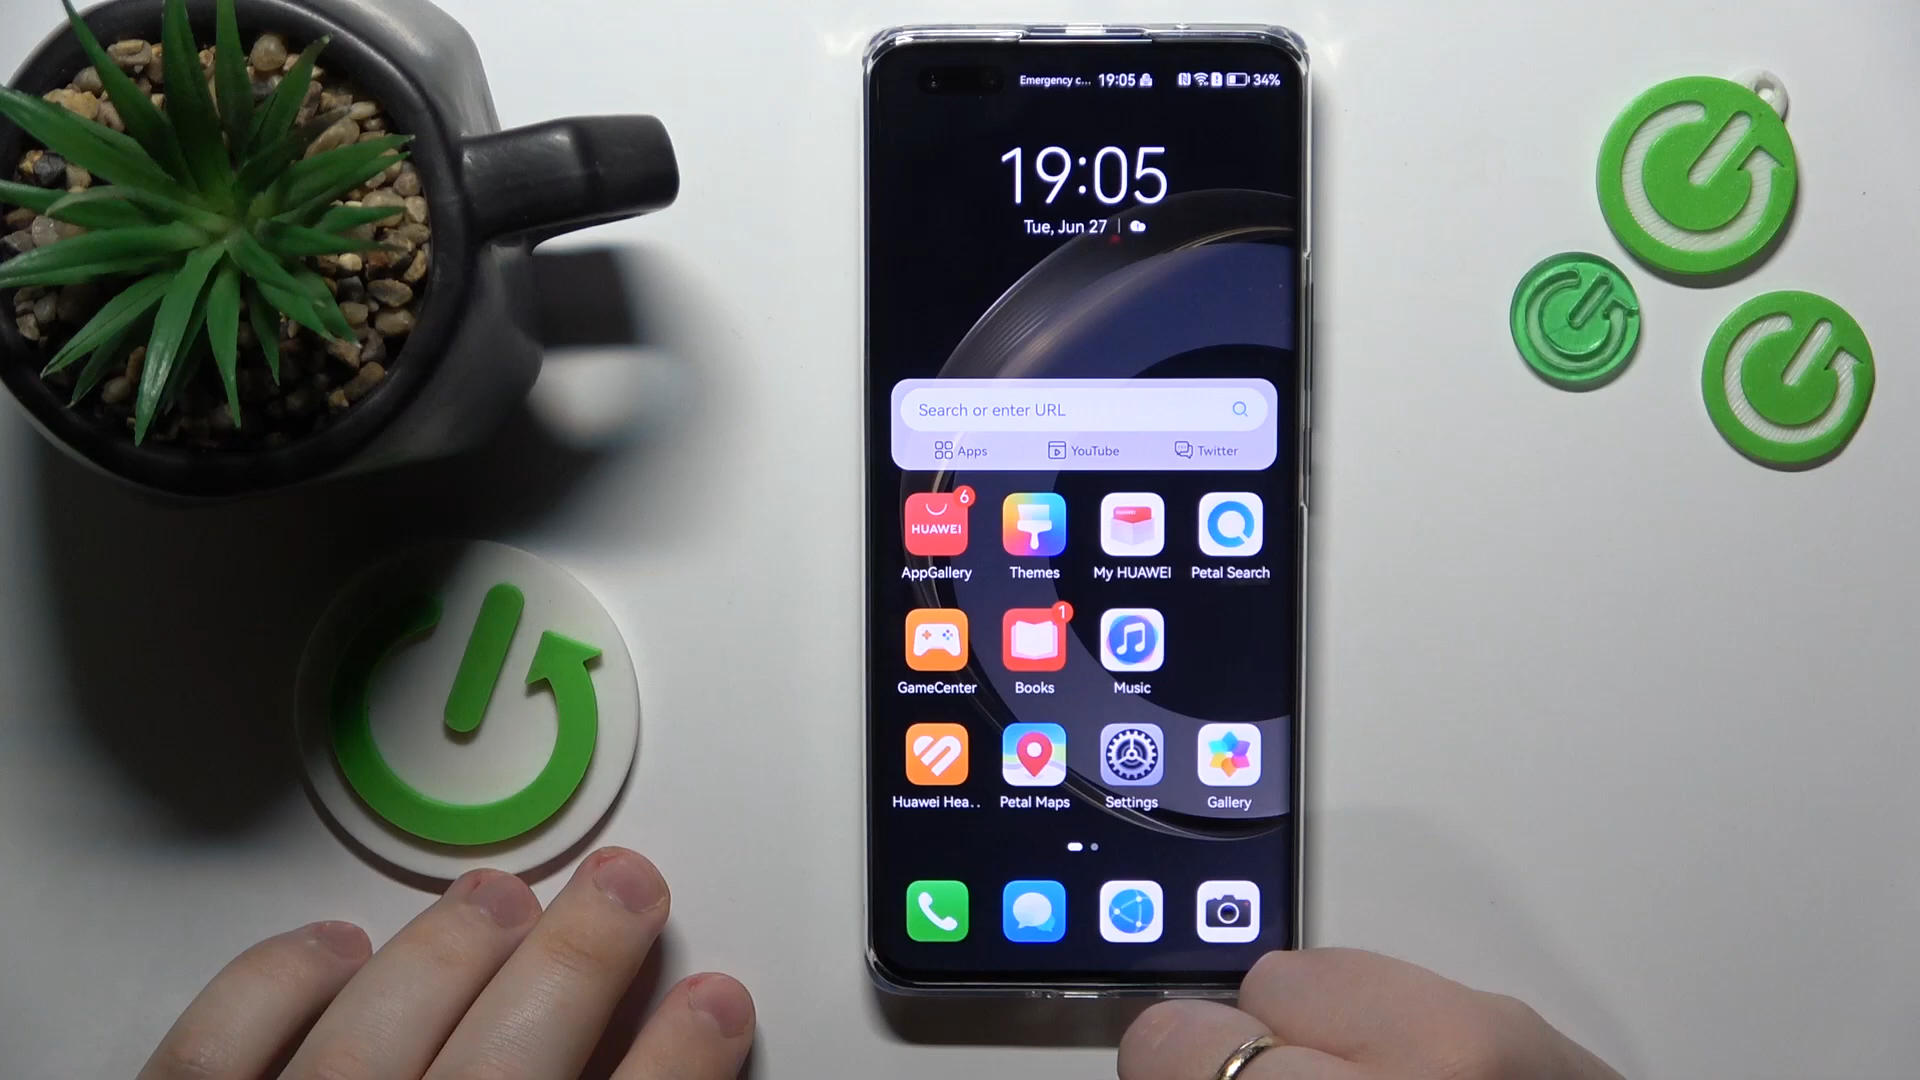 Emergency c... 19:05 34%
19:05
Tue, Jun 27
Search or enter URL
Apps YouTube Twitter
6
HUAWEI
HUAWEI
AppGallery Themes My HUAWEI Petal Search
1
GameCenter Books Music
Huawei Hea.. Petal Maps Settings Gallery